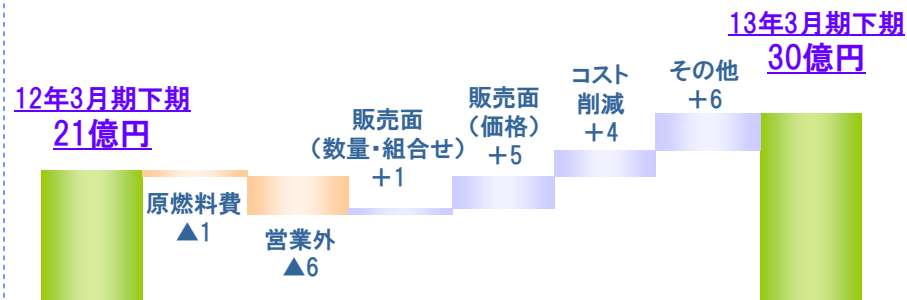 12年3月期下期
21億円
原燃料費
▲1
営業外
▲6
販売面
(数量・組合せ)
+1
販売面
(価格)
+5
コスト
削減
+4
その他
+6
13年3月期下期
30億円